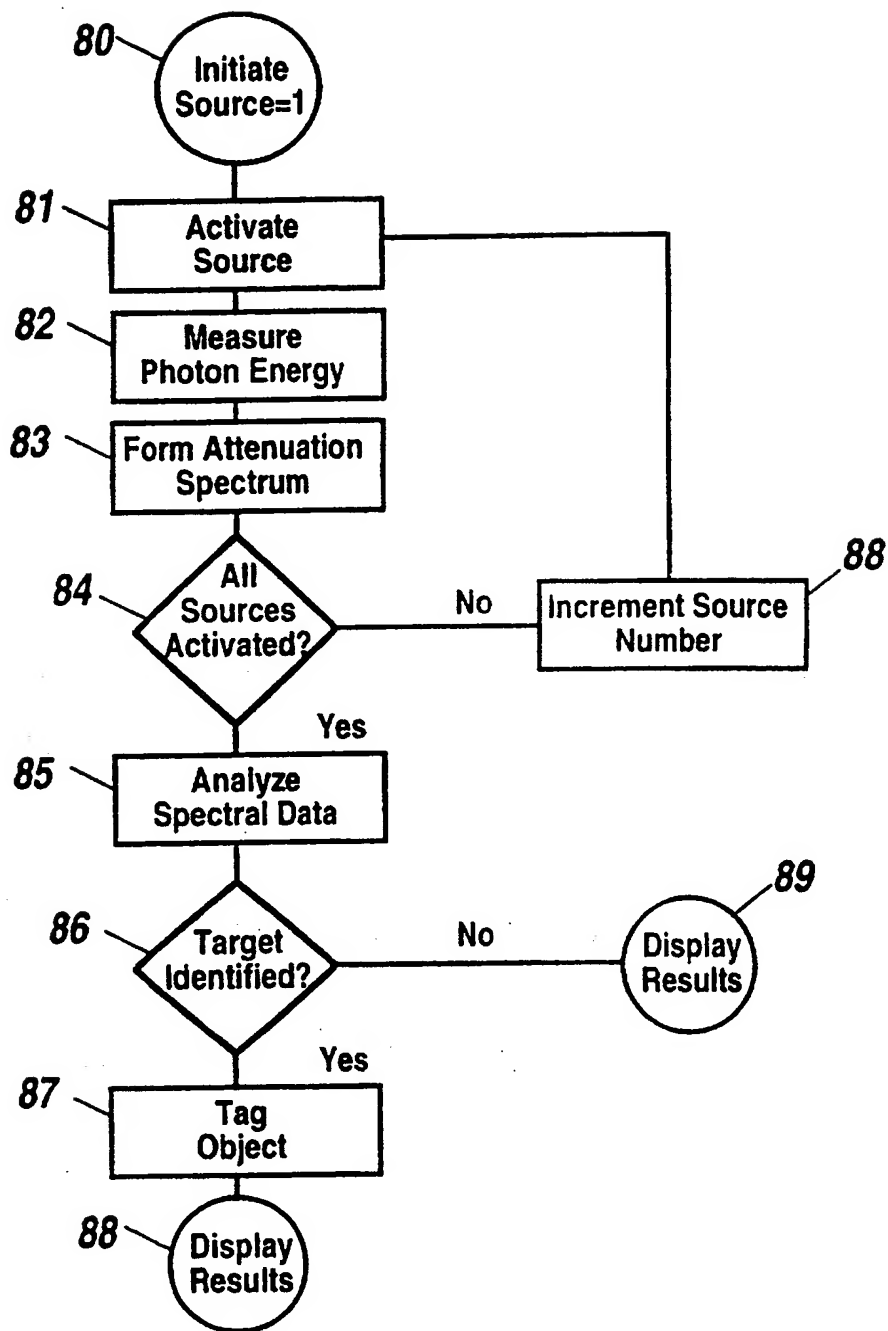 80
Initiate
Source=1
81
Activate
Source
82
Measure
Photon Energy
83
Form Attenuation
Spectrum
84
All
Sources
Activated?
No
88
Increment Source
Number
Yes
85
Analyze
Spectral Data
86
Target
Identified?
No
89
Display
Results
Yes
87
Tag
Object
88
Display
Results